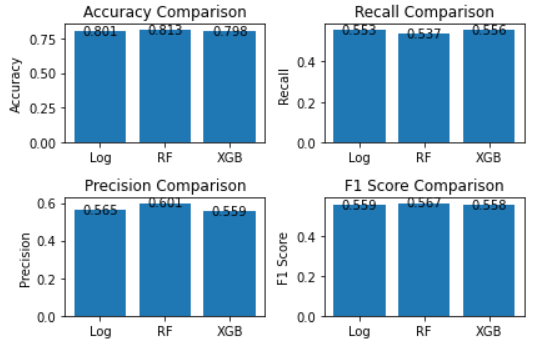 Accuracy Comparison
0.75
0.50
0.25
0.00
Accuracy
0.801
0.813
0.798
Log
RF
XGB
Recall Comparison
0.4
0.2
0.0
Recall
0.553
0.537
0.556
Log
RF
XGB
Precision Comparison
0.6
0.4
0.2
0.0
Precision
0.565
0.601
0.559
Log
RF
XGB
F1 Score Comparison
0.4
0.2
0.0
F1 Score
0.559
0.567
0.558
Log
RF
XGB